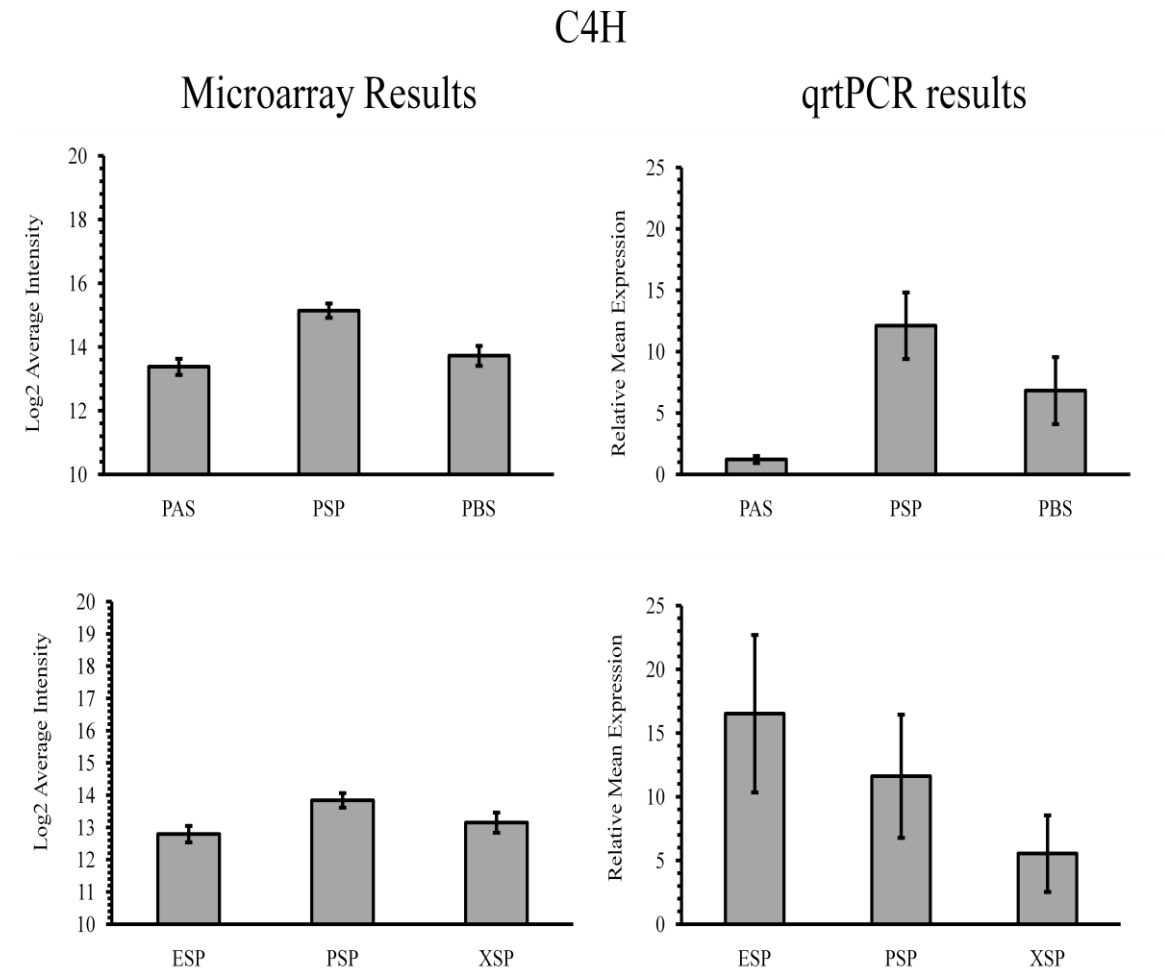 C4H
Microarray Results
qrtPCR results
Log2 Average Intensity
20
18
16
14
12
10
PAS PSP PBS
Relative Mean Expression
25
20
15
10
5
0
PAS PSP PBS
Log2 Average Intensity
20
19
18
17
16
15
14
13
12
11
10
ESP PSP XSP
Relative Mean Expression
25
20
15
10
5
0
ESP PSP XSP